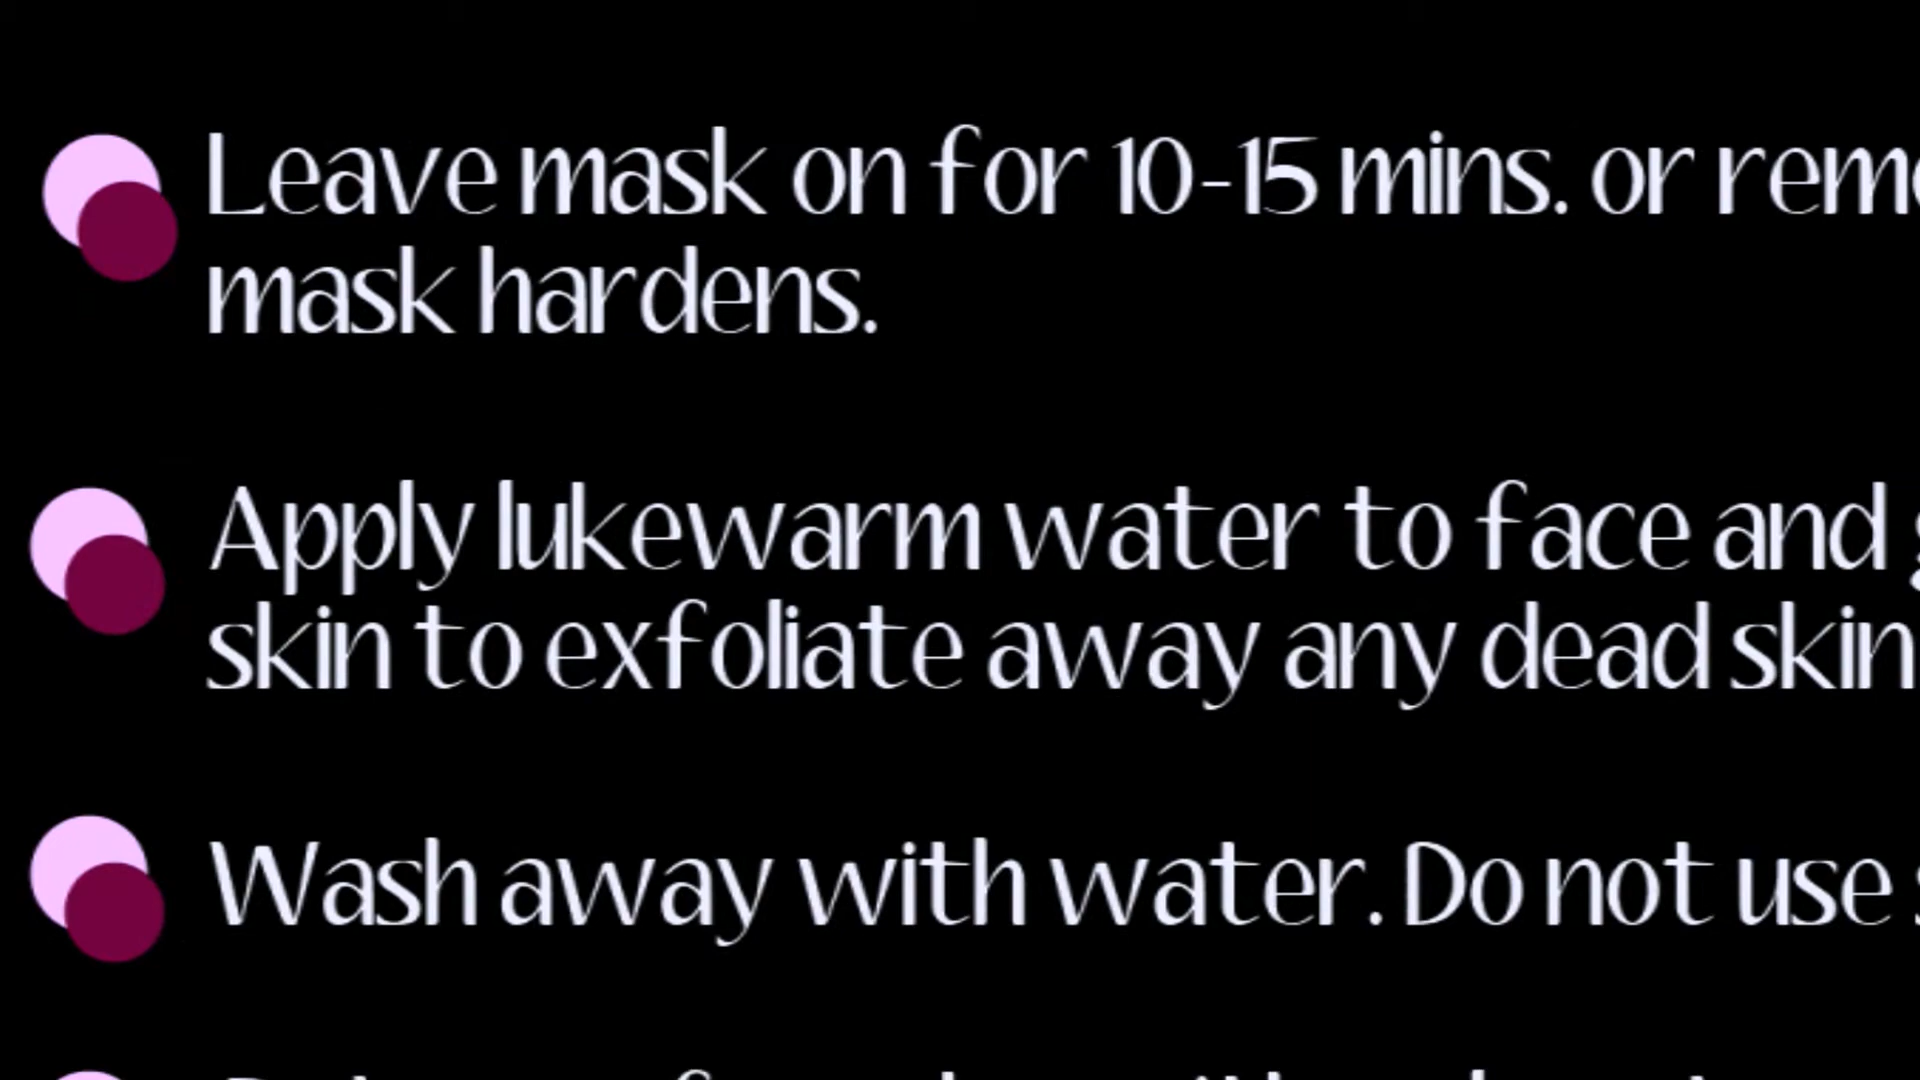 Leave mask on for 10-15 mins. or
mask hardens.
Apply lukewarm water to face and
skin to exfoliate away any dead skin
Wash away with water. Do not use